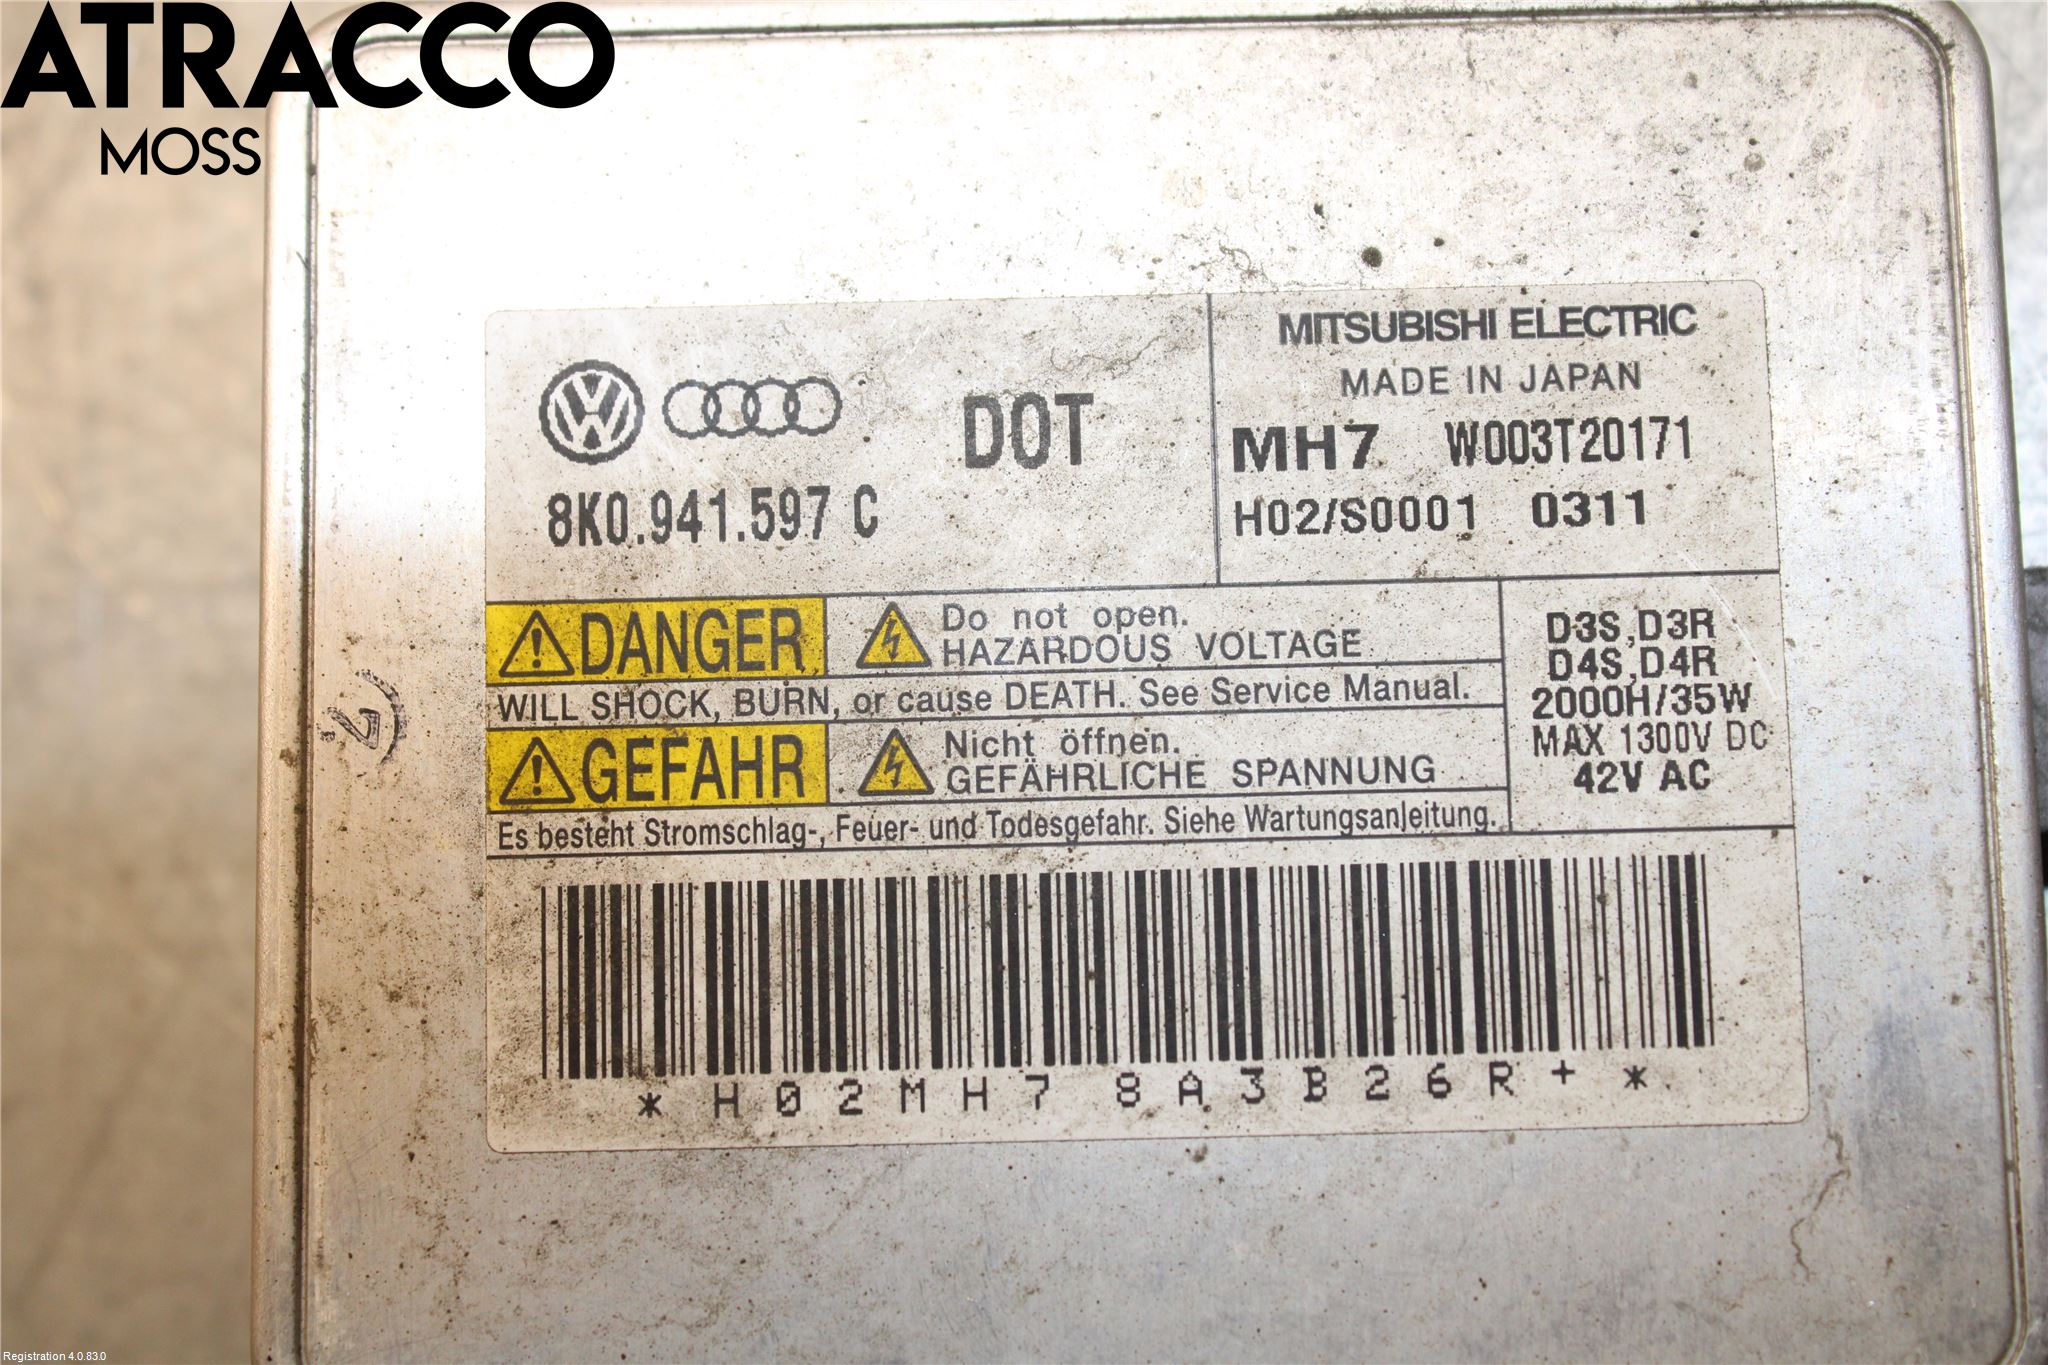 ATRACCO
MOSS
MITSUBISHI ELECTRIC
MADE IN JAPAN
DOT
MH7 W003T20171
8K0.941.597 C
H02/S0001 0311
DANGER
Do not open.
HAZARDOUS VOLTAGE
WILL SHOCK, BURN, or cause DEATH. See Service Manual.
GEFAHR
Nicht öffnen.
GEFÄHRLICHE SPANNUNG
Es besteht Stromschlag-, Feuer- und Todesgefahr. Siehe Wartungsanleitung.
D3S,D3R
D4S,D4R
2000H/35W
MAX 1300V DC
42V AC
*H02MH78A3B26R+*
Registration 4.0.83.0